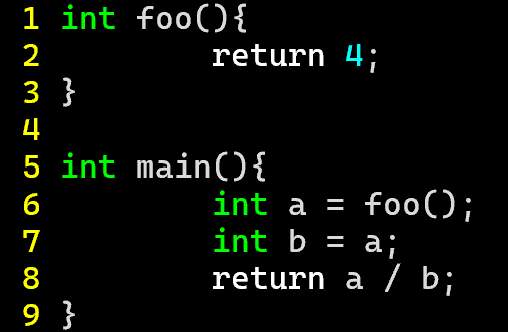 1 int foo(){
2         return 4;
3 }
4
5 int main(){
6         int a = foo();
7         int b = a;
8         return a / b;
9 }